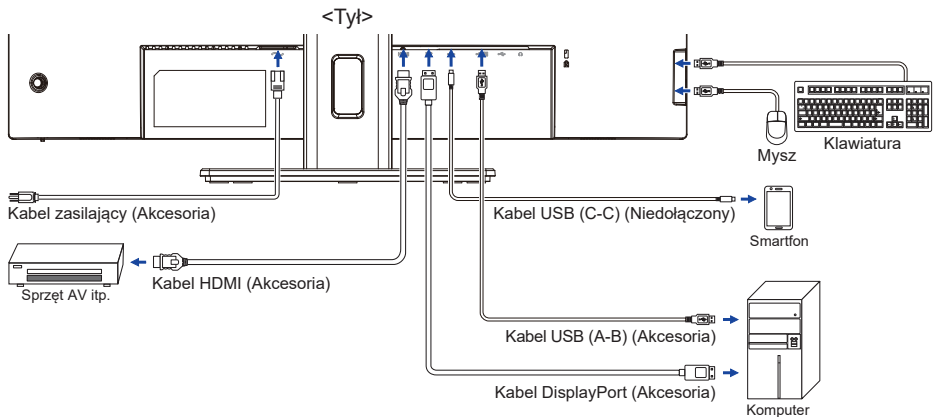 <Tył>
Klawiatura
Mysz
Kabel zasilający (Akcesoria)
Kabel USB (C-C) (Niedołączony)
Smartfon
Kabel HDMI (Akcesoria)
Sprzęt AV itp.
Kabel USB (A-B) (Akcesoria)
Kabel DisplayPort (Akcesoria)
Komputer